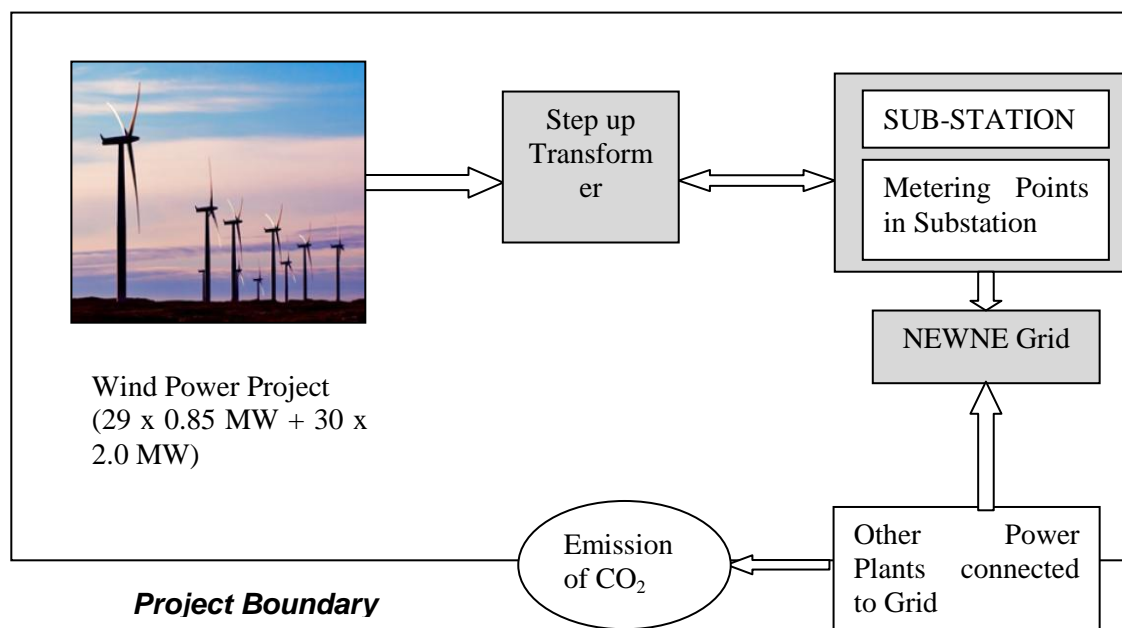 Step up
Transform
er
SUB-STATION
Metering Points
in Substation
NEWNE Grid
Wind Power Project
(29 x 0.85 MW + 30 x
2.0 MW)
Emission
of CO₂
Other Power
Plants connected
to Grid
Project Boundary